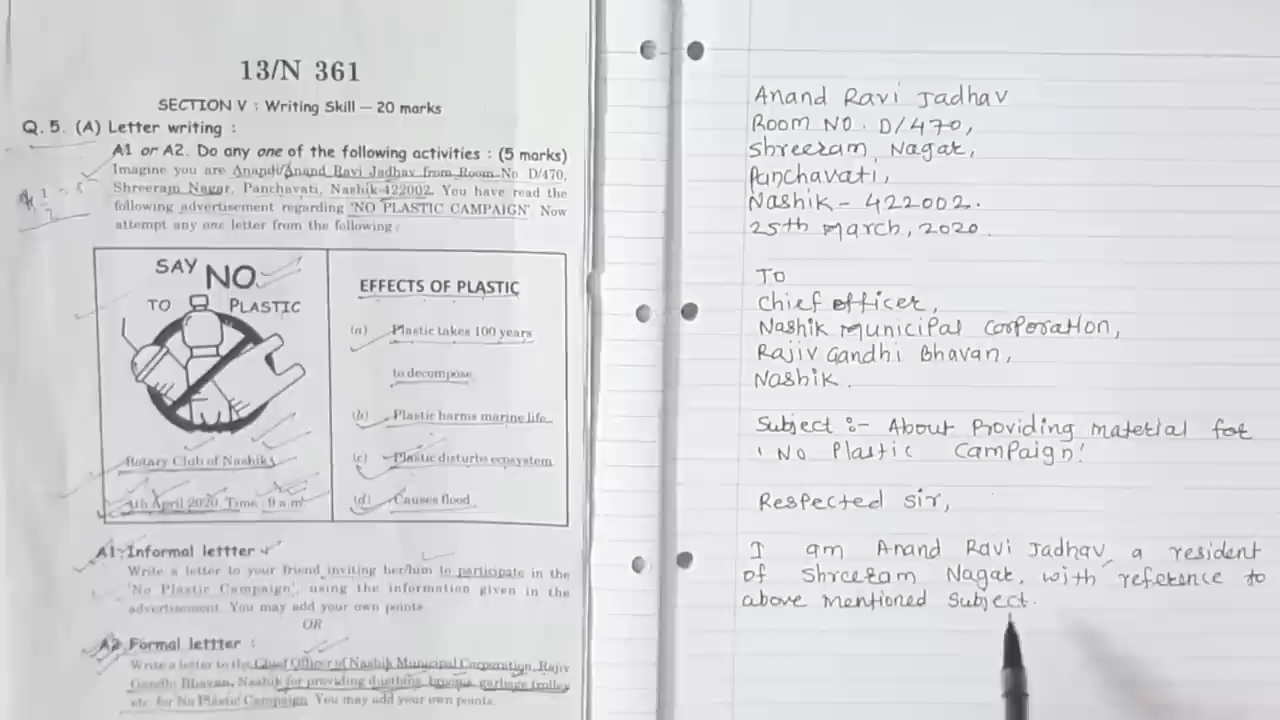 13/N 361
SECTION V : Writing Skill — 20 marks
Q. 5. (A) Letter writing :
A1 or A2. Do any one of the following activities : (5 marks)
Imagine you are Anandi/Anand Ravi Jadhav from Room No D/470,
Shreeram Nagar, Panchavati, Nashik-422002. You have read the
following advertisement regarding 'NO PLASTIC CAMPAIGN' Now
attempt any one letter from the following :
SAY NO
TO PLASTIC
Rotary Club of Nashik
4th April 2020 Time : 9 a.m
EFFECTS OF PLASTIC
(a) Plastic takes 100 years
to decompose
(b) Plastic harms marine life
(c) Plastic disturbs ecosystem
(d) Causes flood
A1. Informal lettter
Write a letter to your friend inviting her/him to participate in the
'No Plastic Campaign', using the information given in the
advertisement. You may add your own points
OR
A2 Formal lettter :
Write a letter to the Chief Officer of Nashik Municipal Corporation, Rajiv
Gandhi Bhavan, Nashik for providing dustbins, brooms, garbage trolley
etc. for No Plastic Campaign You may add your own points.
Anand Ravi Jadhav
Room No. D/470,
Shreeram Nagar,
Panchavati,
Nashik - 422002.
25th March, 2020.
To
Chief officer,
Nashik Municipal Corporation,
Rajiv Gandhi Bhavan,
Nashik.
Subject :- About Providing material for
'No Plastic Campaign!
Respected sir,
I am Anand Ravi Jadhav, a resident
of Shreeram Nagar, with reference to
above mentioned subject.